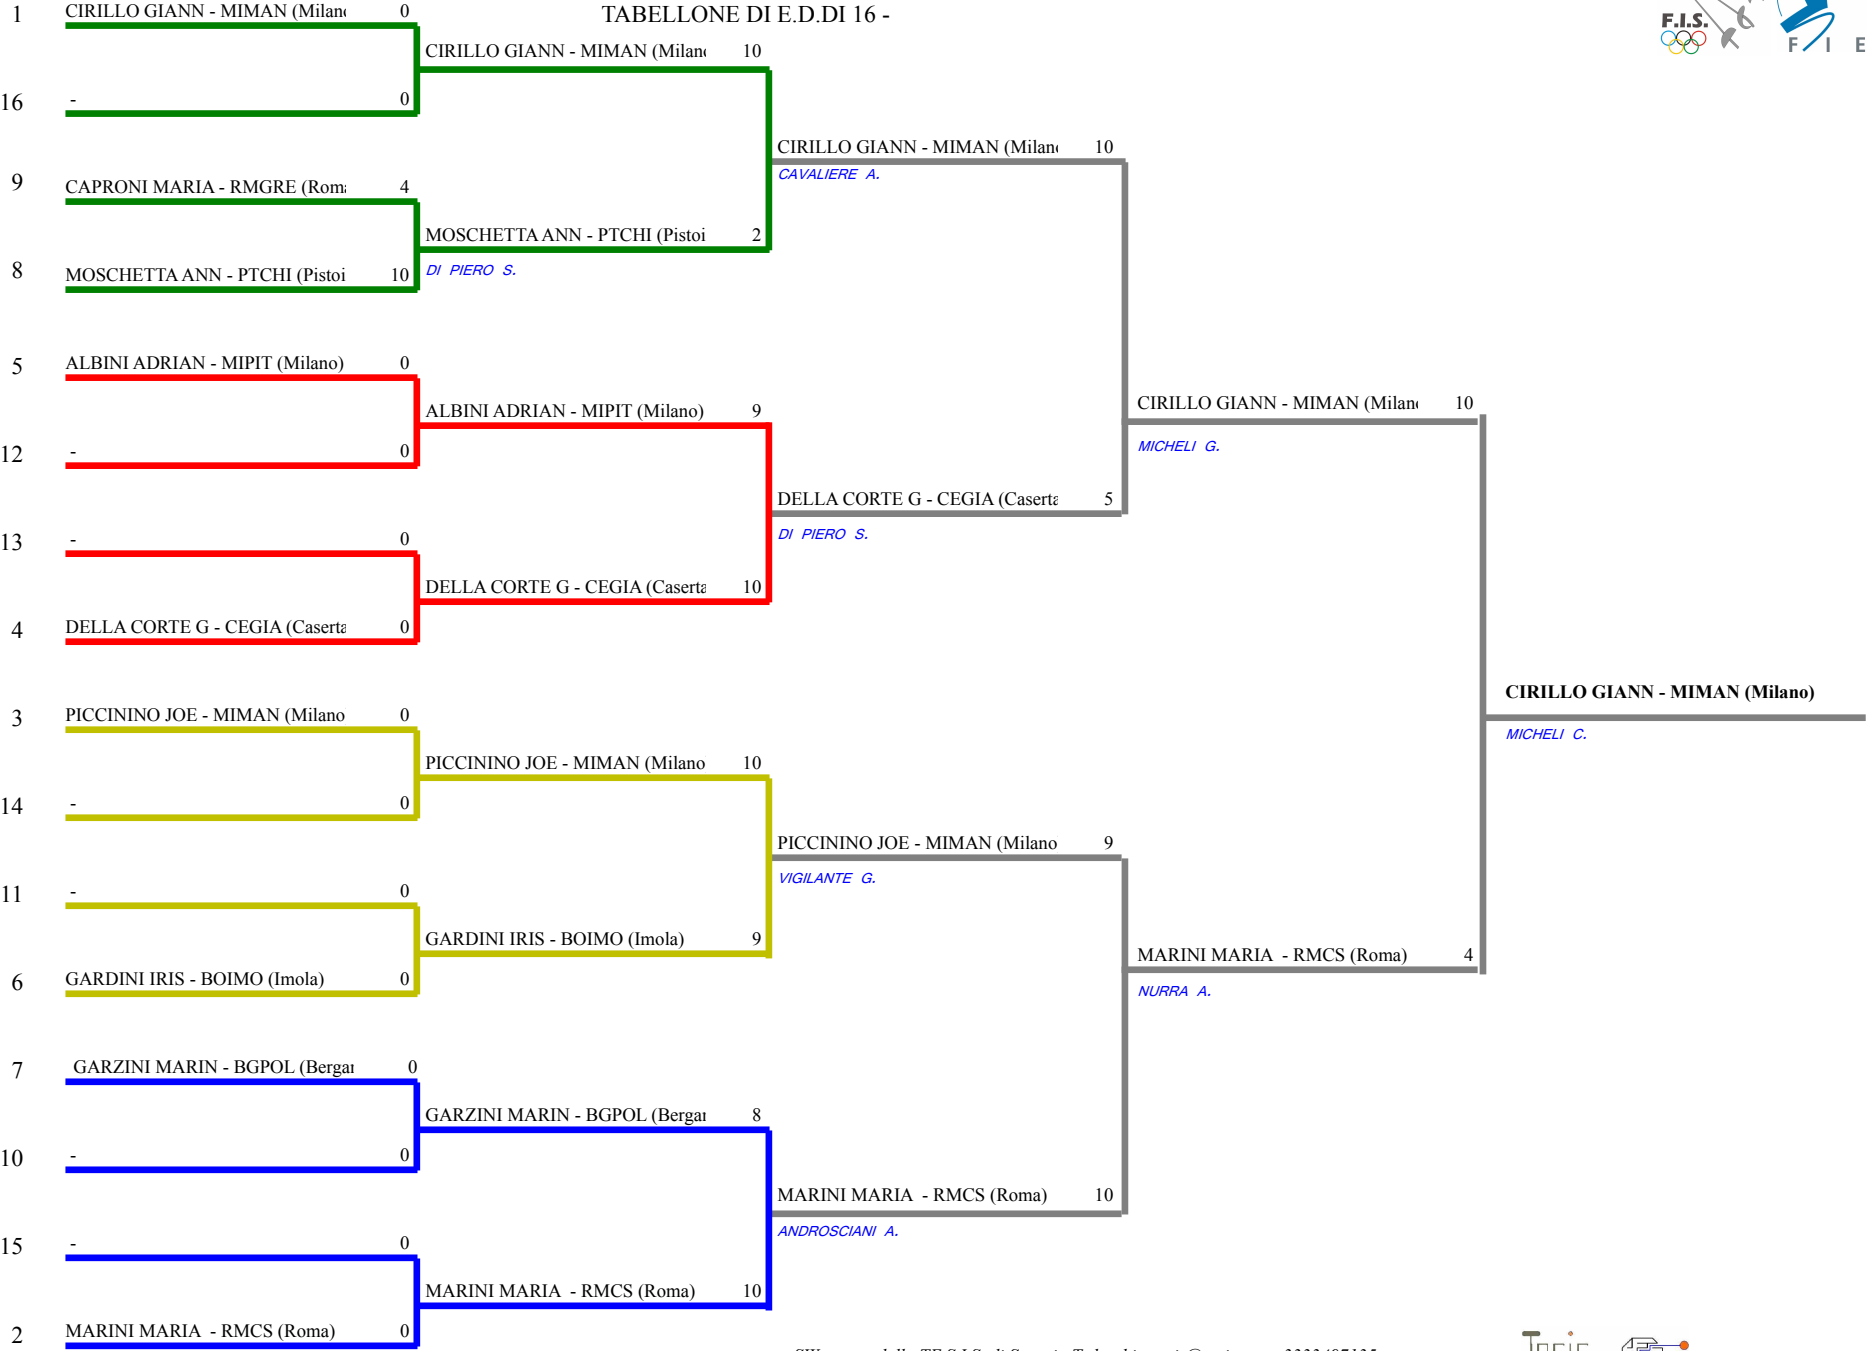 TABELLONE DI E.D.DI 16 -
F.I.S.
F I E
1 CIRILLO GIANN - MIMAN (Milan 0
16 - 0
9 CAPRONI MARIA - RMGRE (Rom 4
8 MOSCHETTA ANN - PTCHI (Pistoi 10
5 ALBINI ADRIAN - MIPIT (Milano) 0
12 - 0
13 - 0
4 DELLA CORTE G - CEGIA (Caserta 0
3 PICCININO JOE - MIMAN (Milano 0
14 - 0
11 - 0
6 GARDINI IRIS - BOIMO (Imola) 0
7 GARZINI MARIN - BGPOL (Bergar 0
10 - 0
15 - 0
2 MARINI MARIA - RMCS (Roma) 0
CIRILLO GIANN - MIMAN (Milan 10
MOSCHETTA ANN - PTCHI (Pistoi 2
DI PIERO S.
ALBINI ADRIAN - MIPIT (Milano) 9
DELLA CORTE G - CEGIA (Caserta 10
PICCININO JOE - MIMAN (Milano 10
GARDINI IRIS - BOIMO (Imola) 9
GARZINI MARIN - BGPOL (Bergar 8
MARINI MARIA - RMCS (Roma) 10
CIRILLO GIANN - MIMAN (Milan 10
CAVALIERE A.
DELLA CORTE G - CEGIA (Caserta 5
DI PIERO S.
PICCININO JOE - MIMAN (Milano 9
VIGILANTE G.
MARINI MARIA - RMCS (Roma) 10
ANDROSCIANI A.
CIRILLO GIANN - MIMAN (Milan 10
MICHELI G.
MARINI MARIA - RMCS (Roma) 4
NURRA A.
CIRILLO GIANN - MIMAN (Milano)
MICHELI C.